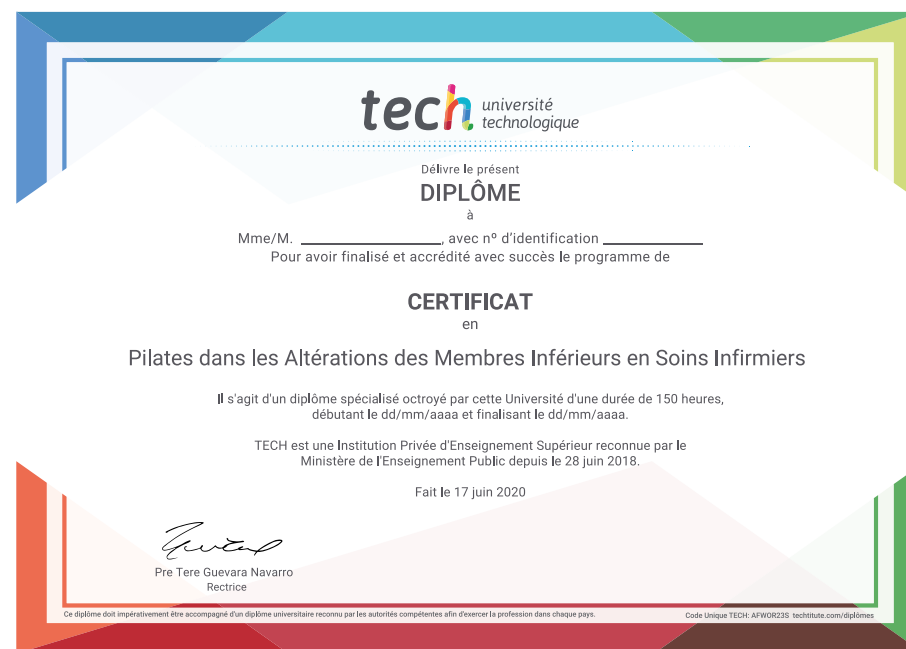 tech université
technologique
Délivre le présent
DIPLÔME
à
Mme/M. ____________________, avec nº d'identification ______________
Pour avoir finalisé et accrédité avec succès le programme de
CERTIFICAT
en
Pilates dans les Altérations des Membres Inférieurs en Soins Infirmiers
Il s'agit d'un diplôme spécialisé octroyé par cette Université d'une durée de 150 heures,
débutant le dd/mm/aaaa et finalisant le dd/mm/aaaa.
TECH est une Institution Privée d'Enseignement Supérieur reconnue par le
Ministère de l'Enseignement Public depuis le 28 juin 2018.
Fait le 17 juin 2020
Pre Tere Guevara Navarro
Rectrice
Ce diplôme doit impérativement être accompagné d'un diplôme universitaire reconnu par les autorités compétentes afin d'exercer la profession dans chaque pays.
Code Unique TECH: AFWOR23S techtitute.com/diplômes